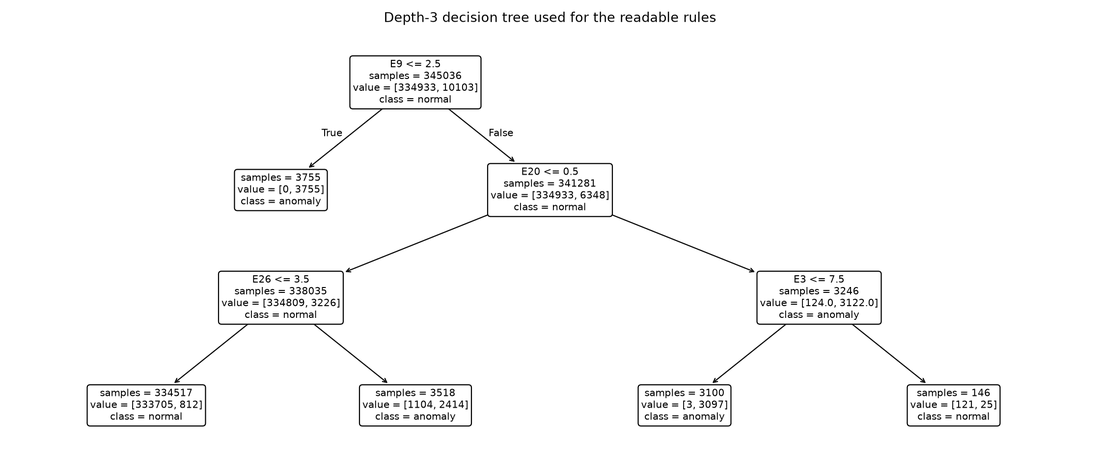 Depth-3 decision tree used for the readable rules
E9 <= 2.5
samples = 345036
value = [334933, 10103]
class = normal
True
False
samples = 3755
value = [0, 3755]
class = anomaly
E20 <= 0.5
samples = 341281
value = [334933, 6348]
class = normal
E26 <= 3.5
samples = 338035
value = [334809, 3226]
class = normal
E3 <= 7.5
samples = 3246
value = [124.0, 3122.0]
class = anomaly
samples = 334517
value = [333705, 812]
class = normal
samples = 3518
value = [1104, 2414]
class = anomaly
samples = 3100
value = [3, 3097]
class = anomaly
samples = 146
value = [121, 25]
class = normal